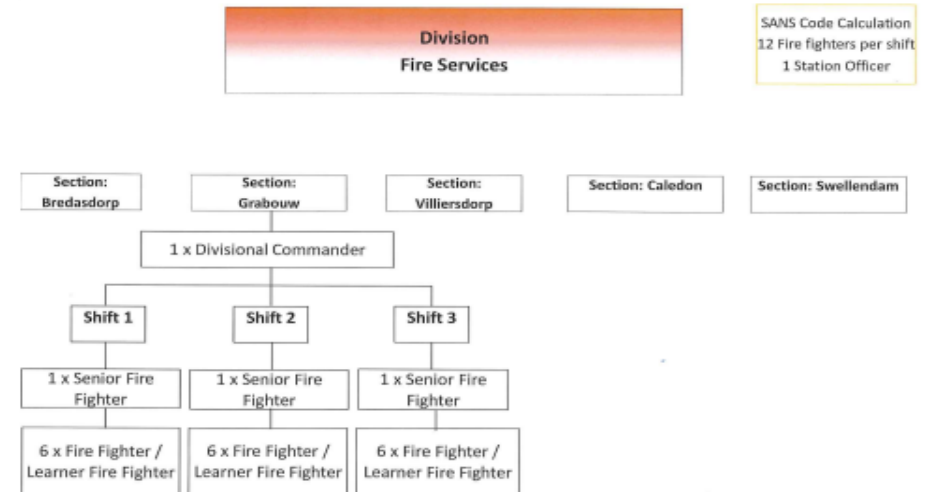 Division
Fire Services
SANS Code Calculation
12 Fire fighters per shift
1 Station Officer
Section:
Bredasdorp
Section:
Grabouw
Section:
Villiersdorp
Section: Caledon
Section: Swellendam
1 x Divisional Commander
Shift 1
Shift 2
Shift 3
1 x Senior Fire
Fighter
1 x Senior Fire
Fighter
1 x Senior Fire
Fighter
6 x Fire Fighter /
Learner Fire Fighter
6 x Fire Fighter /
Learner Fire Fighter
6 x Fire Fighter /
Learner Fire Fighter